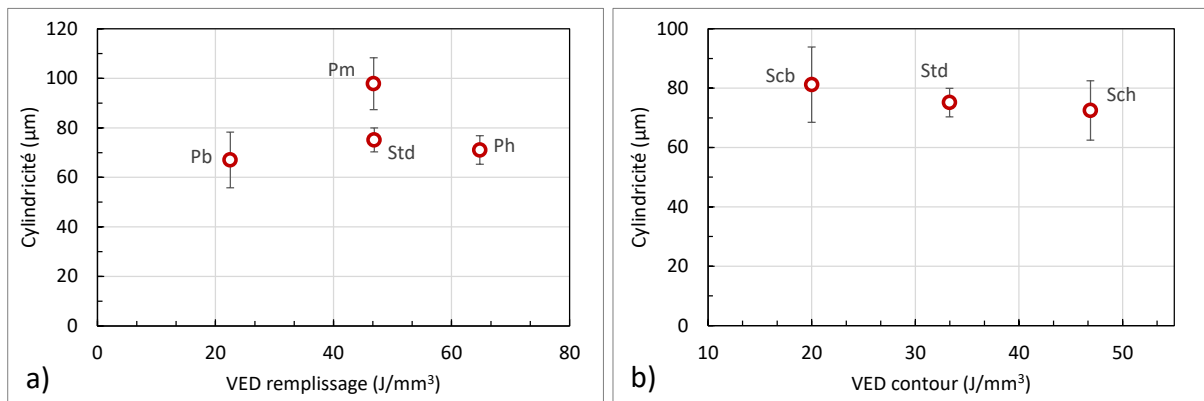 120
100
80
60
40
20
0
Cylindricité (µm)
Pb
Pm
Std
Ph
0 20 40 60 80
VED remplissage (J/mm³)
a)
100
80
60
40
20
0
Cylindricité (µm)
Scb
Std
Sch
10 20 30 40 50
VED contour (J/mm³)
b)